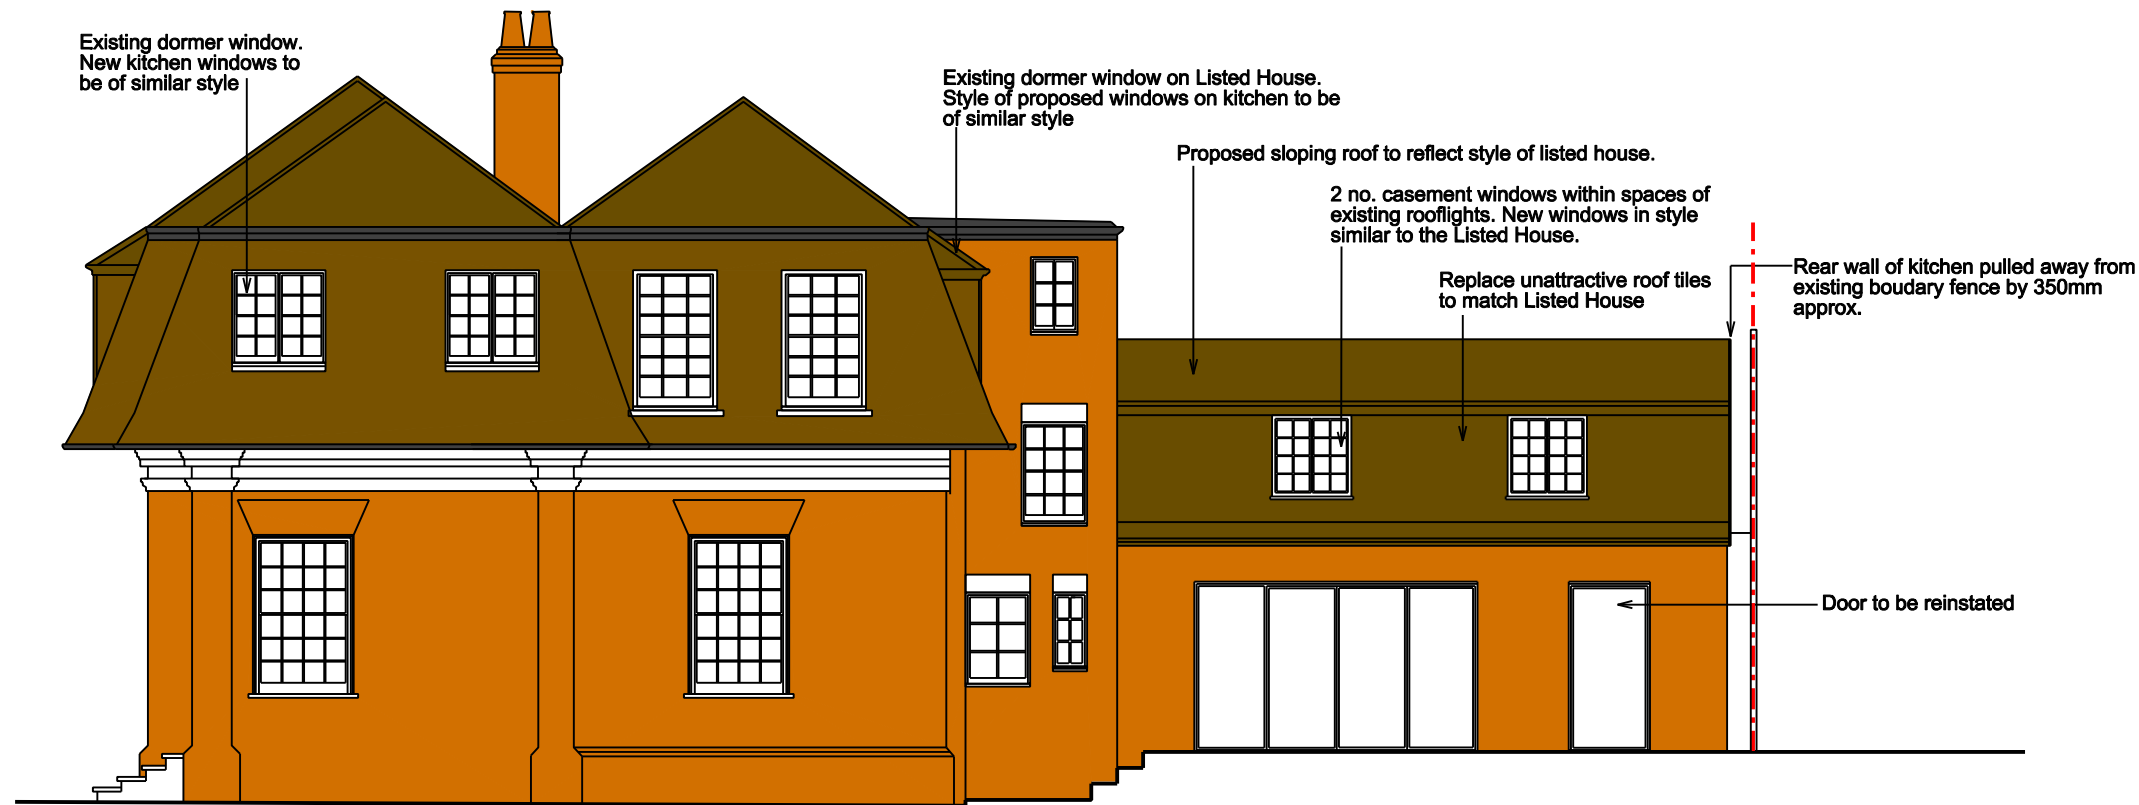 Existing dormer window.
New kitchen windows to
be of similar style
Existing dormer window on Listed House.
Style of proposed windows on kitchen to be
of similar style
Proposed sloping roof to reflect style of listed house.
2 no. casement windows within spaces of
existing rooflights. New windows in style
similar to the Listed House.
Replace unattractive roof tiles
to match Listed House
Rear wall of kitchen pulled away from
existing boudary fence by 350mm
approx.
Door to be reinstated